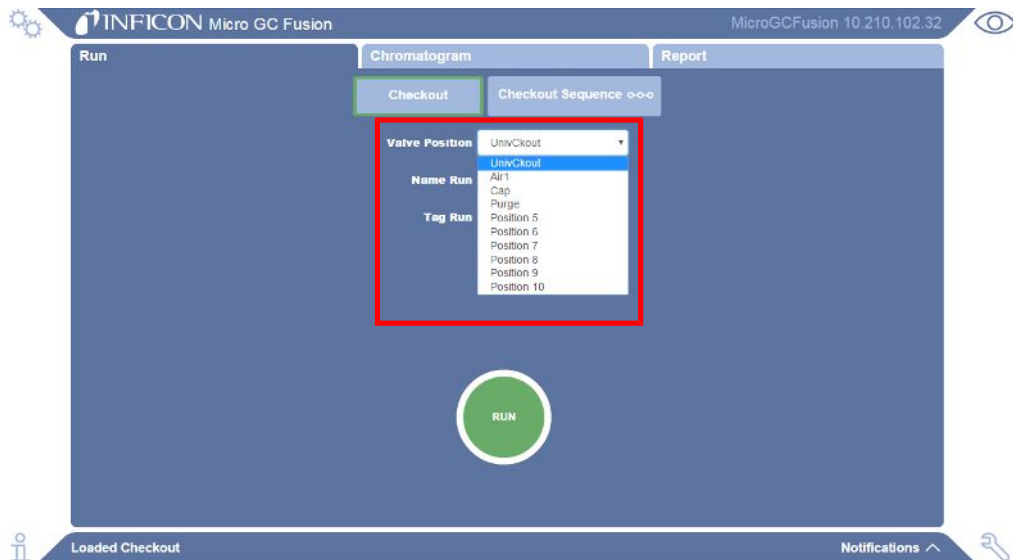 INFICON Micro GC Fusion
MicroGCFusion 10.210.102.32
Run
Chromatogram
Report
Checkout
Checkout Sequence
Valve Position
UnivCkout
UnivCkout
Air1
Cap
Purge
Position 5
Position 6
Position 7
Position 8
Position 9
Position 10
Name Run
Tag Run
RUN
Loaded Checkout
Notifications